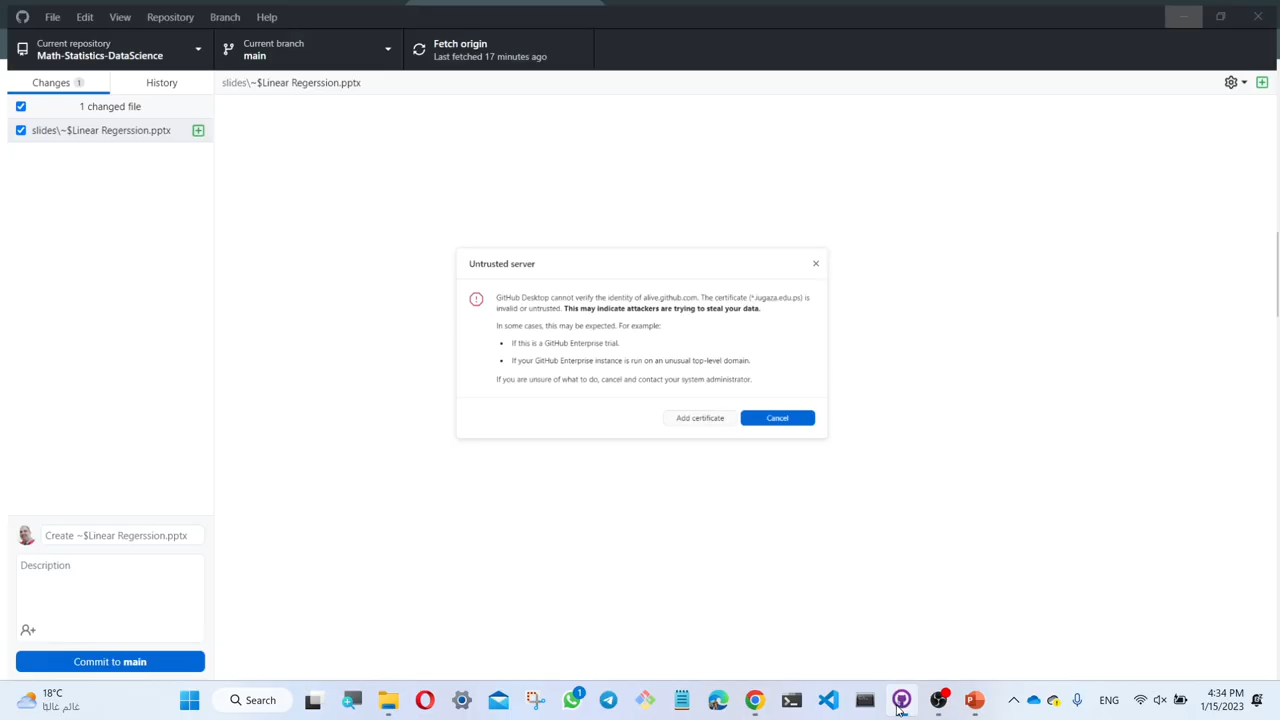 File Edit View Repository Branch Help
Current repository
Math-Statistics-DataScience
Current branch
main
Fetch origin
Last fetched 17 minutes ago
Changes 1
History
slides\~$Linear Regerssion.pptx
1 changed file
slides\~$Linear Regerssion.pptx
Untrusted server
GitHub Desktop cannot verify the identity of alive.github.com. The certificate (*.iugaza.edu.ps) is
invalid or untrusted. This may indicate attackers are trying to steal your data.
In some cases, this may be expected. For example:
• If this is a GitHub Enterprise trial.
• If your GitHub Enterprise instance is run on an unusual top-level domain.
If you are unsure of what to do, cancel and contact your system administrator.
Add certificate
Cancel
Create ~$Linear Regerssion.pptx
Description
Commit to main
18°C
غائم غالبًا
Search
1
ENG
4:34 PM
1/15/2023